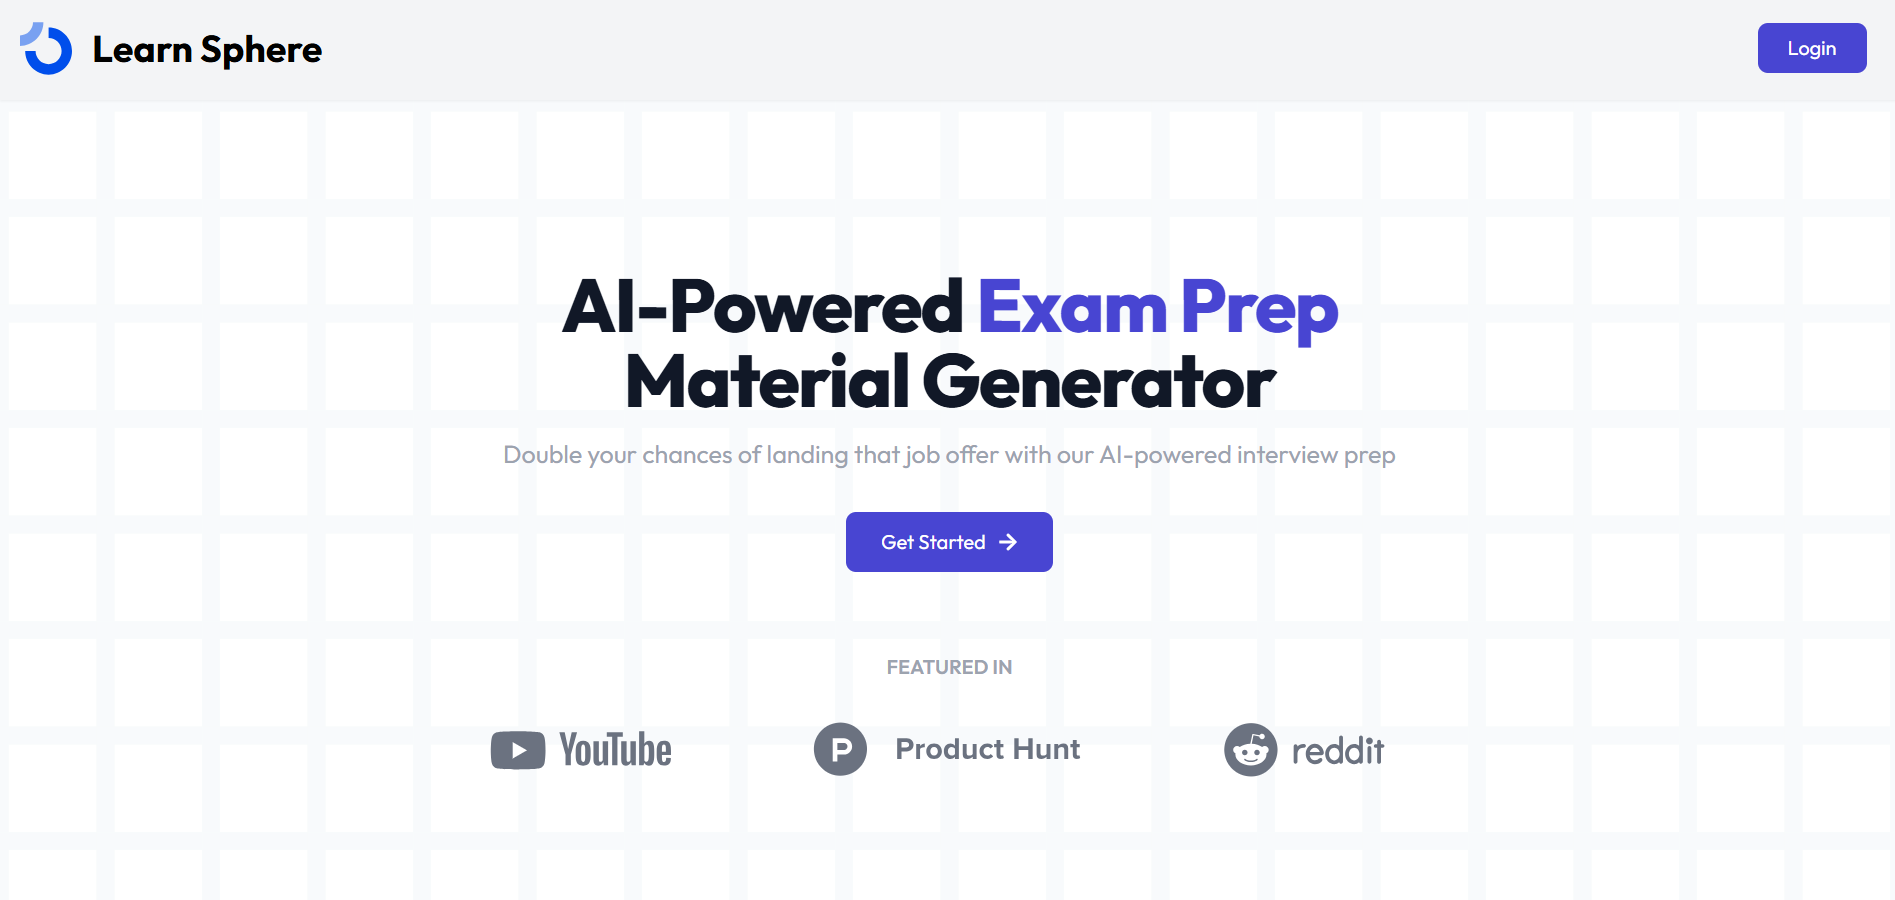 Learn Sphere
Login
AI-Powered Exam Prep
Material Generator
Double your chances of landing that job offer with our AI-powered interview prep
Get Started →
FEATURED IN
YouTube
P Product Hunt
reddit